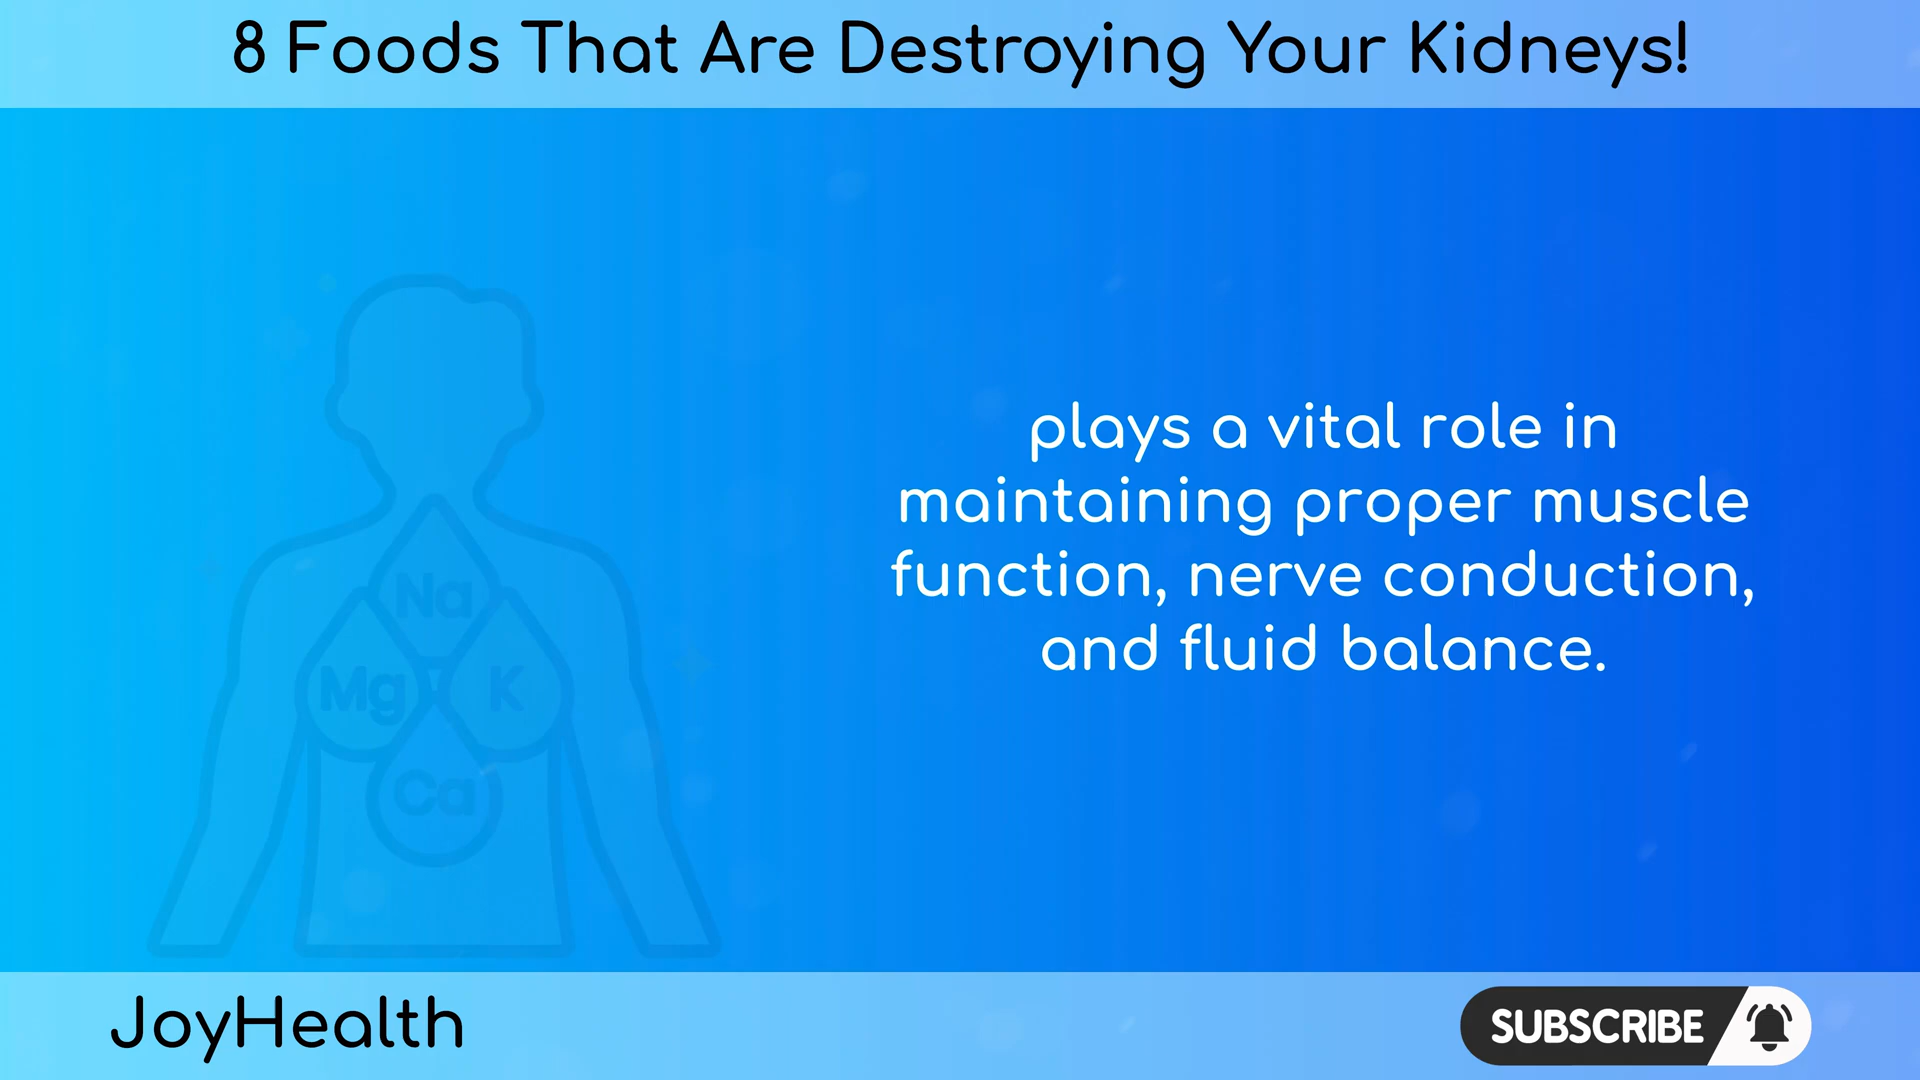 8 Foods That Are Destroying Your Kidneys!
plays a vital role in
maintaining proper muscle
function, nerve conduction,
and fluid balance.
Na
Mg
K
Ca
JoyHealth
SUBSCRIBE